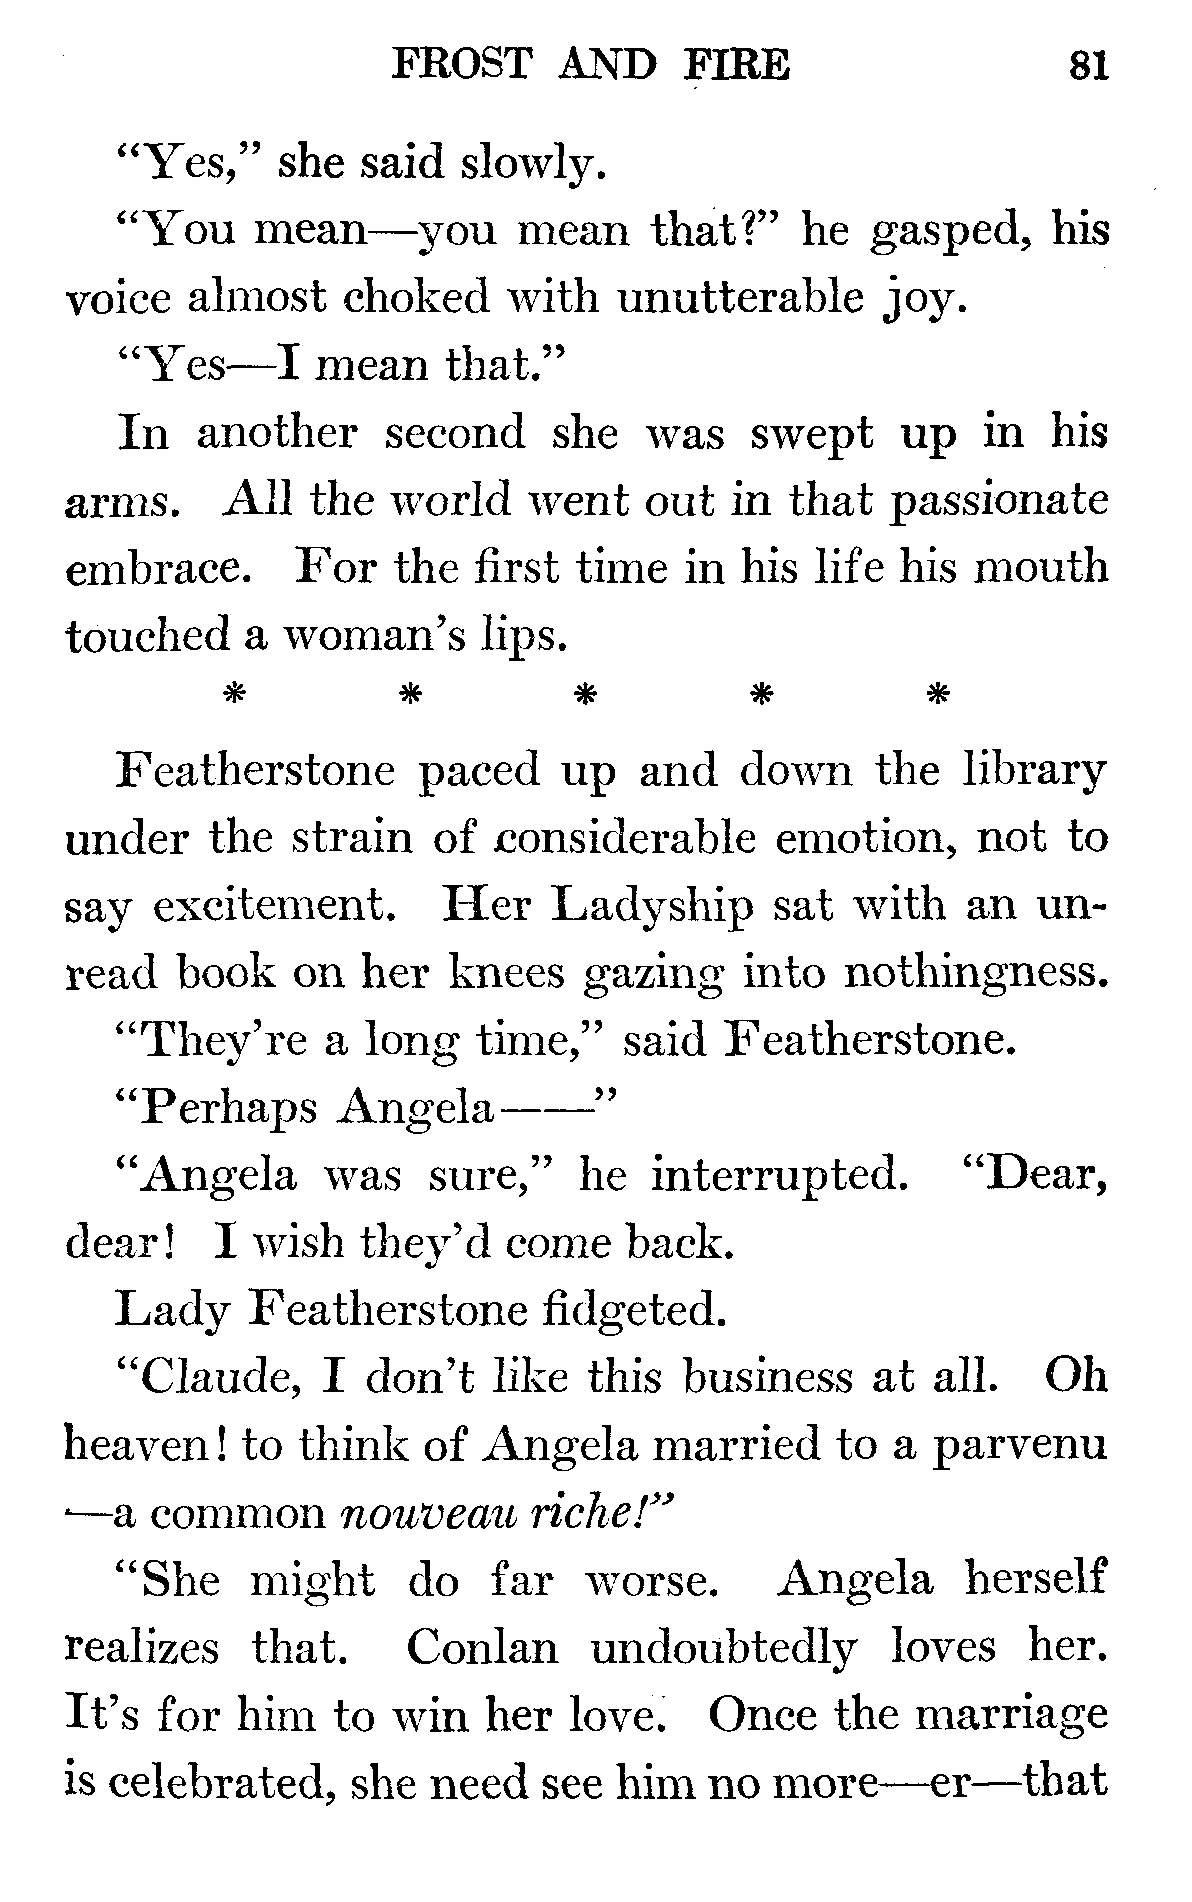 FROST AND FIRE 81
“Yes,” she said slowly.
“You mean—you mean that?” he gasped, his
voice almost choked with unutterable joy.
“Yes—I mean that.”
In another second she was swept up in his
arms. All the world went out in that passionate
embrace. For the first time in his life his mouth
touched a woman’s lips.
* * * * *
Featherstone paced up and down the library
under the strain of considerable emotion, not to
say excitement. Her Ladyship sat with an un-
read book on her knees gazing into nothingness.
“They’re a long time,” said Featherstone.
“Perhaps Angela——”
“Angela was sure,” he interrupted. “Dear,
dear! I wish they’d come back.
Lady Featherstone fidgeted.
“Claude, I don’t like this business at all. Oh
heaven! to think of Angela married to a parvenu
—a common nouveau riche!”
“She might do far worse. Angela herself
realizes that. Conlan undoubtedly loves her.
It’s for him to win her love. Once the marriage
is celebrated, she need see him no more—er—that